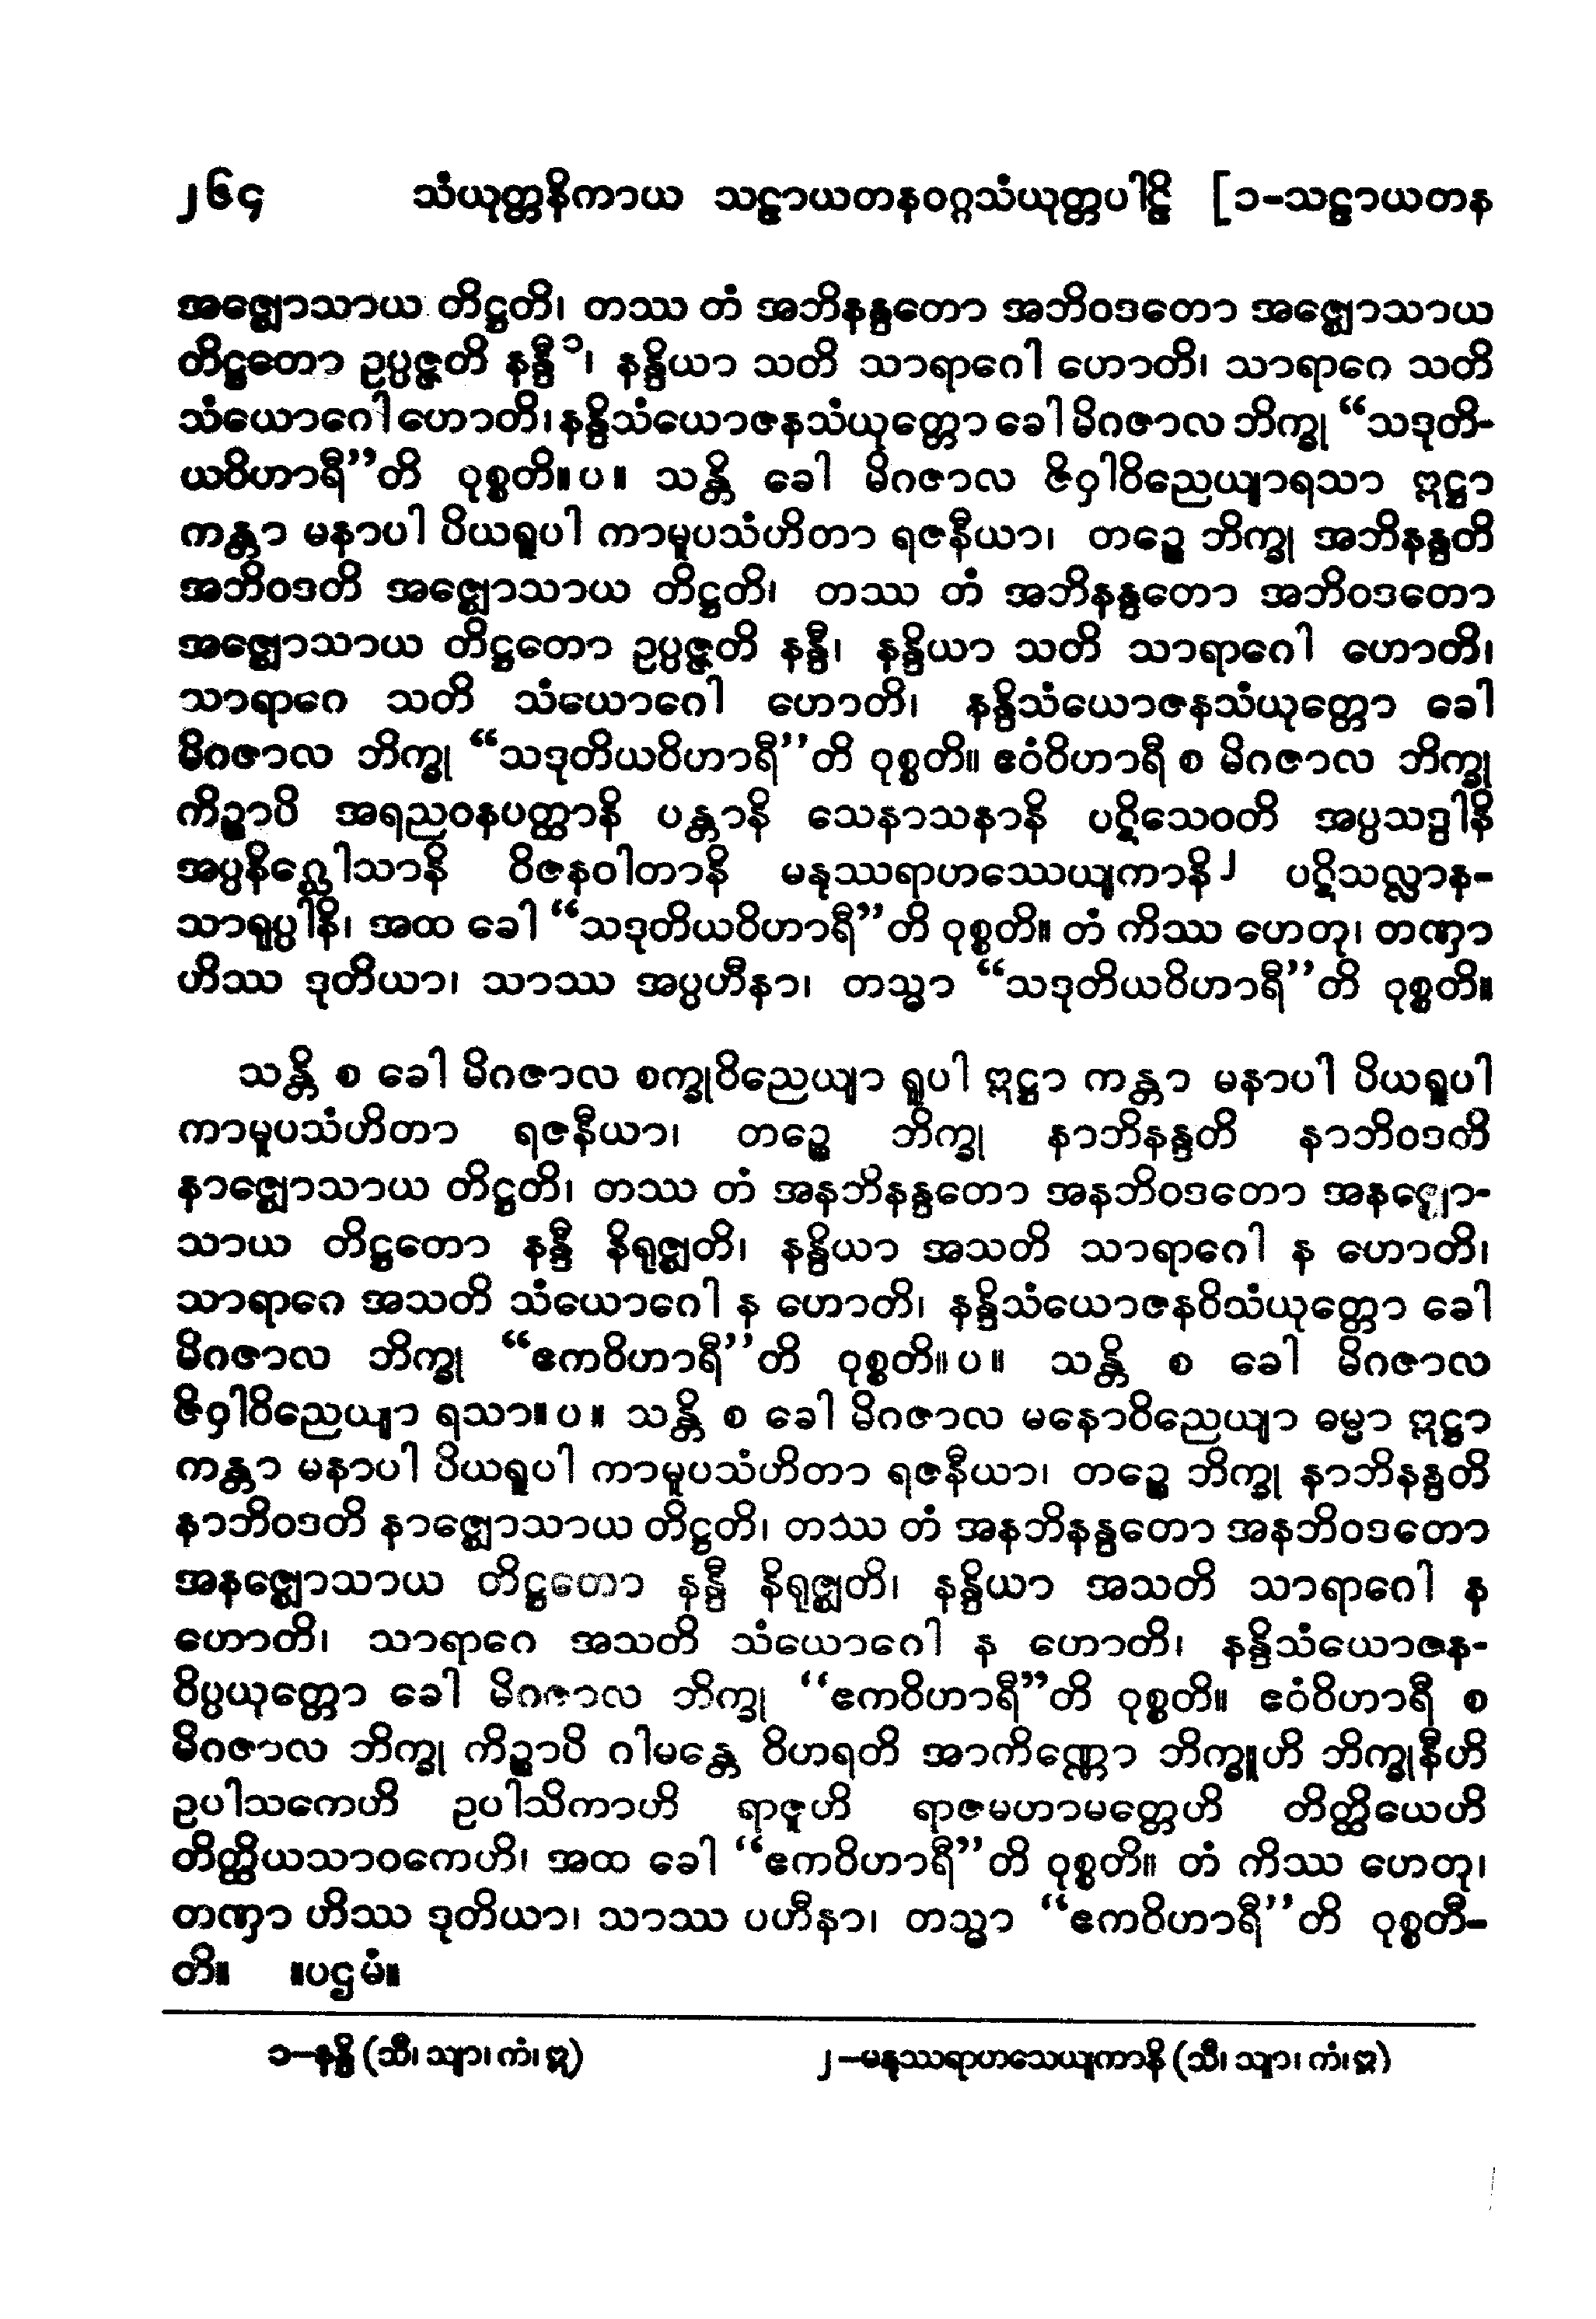 ၂၆၄ သံယုတ္တနိကာယ သဠာယတနဝဂ္ဂသံယုတ္တပါဠိ [၁-သဠာယတန
အဇ္ဈောသာယ တိဋ္ဌတိ၊ တဿ တံ အဘိနန္ဒတော အဘိဝဒတော အဇ္ဈောသာယ
တိဋ္ဌတော ဥပ္ပဇ္ဇတိ နန္ဒီ၁၊ နန္ဒိယာ သတိ သာရာဂေါ ဟောတိ၊ သာရာဂေ သတိ
သံယောဂေါ ဟောတိ၊ နန္ဒိသံယောဇနသံယုတ္တော ခေါ မိဂဇာလ ဘိက္ခု “သဒုတိ-
ယဝိဟာရီ”တိ ဝုစ္စတိ။ပ။ သန္တိ ခေါ မိဂဇာလ ဇိဝှါဝိညေယျာရသာ ဣဋ္ဌာ
ကန္တာ မနာပါ ပိယရူပါ ကာမူပသံဟိတာ ရဇနီယာ၊ တဉ္စေ ဘိက္ခု အဘိနန္ဒတိ
အဘိဝဒတိ အဇ္ဈောသာယ တိဋ္ဌတိ၊ တဿ တံ အဘိနန္ဒတော အဘိဝဒတော
အဇ္ဈောသာယ တိဋ္ဌတော ဥပ္ပဇ္ဇတိ နန္ဒီ၊ နန္ဒိယာ သတိ သာရာဂေါ ဟောတိ၊
သာရာဂေ သတိ သံယောဂေါ ဟောတိ၊ နန္ဒိသံယောဇနသံယုတ္တော ခေါ
မိဂဇာလ ဘိက္ခု “သဒုတိယဝိဟာရီ”တိ ဝုစ္စတိ။ ဧဝံဝိဟာရီ စ မိဂဇာလ ဘိက္ခု
ကိဉ္စာပိ အရညဝနပတ္ထာနိ ပန္တာနိ သေနာသနာနိ ပဋိသေဝတိ အပ္ပသဒ္ဒါနိ
အပ္ပနိဂ္ဃေါသာနိ ဝိဇနဝါတာနိ မနုဿရာဟဿေယျကာနိ၂ ပဋိသလ္လာန-
သာရုပ္ပါနိ၊ အထ ခေါ “သဒုတိယဝိဟာရီ”တိ ဝုစ္စတိ။ တံ ကိဿ ဟေတု၊ တဏှာ
ဟိဿ ဒုတိယာ၊ သာဿ အပ္ပဟီနာ၊ တသ္မာ “သဒုတိယဝိဟာရီ”တိ ဝုစ္စတိ။
သန္တိ စ ခေါ မိဂဇာလ စက္ခုဝိညေယျာ ရူပါ ဣဋ္ဌာ ကန္တာ မနာပါ ပိယရူပါ
ကာမူပသံဟိတာ ရဇနီယာ၊ တဉ္စေ ဘိက္ခု နာဘိနန္ဒတိ နာဘိဝဒကိ
နာဇ္ဈောသာယ တိဋ္ဌတိ၊ တဿ တံ အနဘိနန္ဒတော အနဘိဝဒတော အနဇ္ဈော-
သာယ တိဋ္ဌတော နန္ဒီ နိရုဇ္ဈတိ၊ နန္ဒိယာ အသတိ သာရာဂေါ န ဟောတိ၊
သာရာဂေ အသတိ သံယောဂေါ န ဟောတိ၊ နန္ဒိသံယောဇနဝိသံယုတ္တော ခေါ
မိဂဇာလ ဘိက္ခု “ဧကဝိဟာရီ”တိ ဝုစ္စတိ။ပ။ သန္တိ စ ခေါ မိဂဇာလ
ဇိဝှါဝိညေယျာ ရသာ။ပ။ သန္တိ စ ခေါ မိဂဇာလ မနောဝိညေယျာ ဓမ္မာ ဣဋ္ဌာ
ကန္တာ မနာပါ ပိယရူပါ ကာမူပသံဟိတာ ရဇနီယာ၊ တဉ္စေ ဘိက္ခု နာဘိနန္ဒတိ
နာဘိဝဒတိ နာဇ္ဈောသာယ တိဋ္ဌတိ၊ တဿ တံ အနဘိနန္ဒတော အနဘိဝဒတော
အနဇ္ဈောသာယ တိဋ္ဌတော နန္ဒီ နိရုဇ္ဈတိ၊ နန္ဒိယာ အသတိ သာရာဂေါ န
ဟောတိ၊ သာရာဂေ အသတိ သံယောဂေါ န ဟောတိ၊ နန္ဒိသံယောဇန-
ဝိပ္ပယုတ္တော ခေါ မိဂဇာလ ဘိက္ခု “ဧကဝိဟာရီ”တိ ဝုစ္စတိ။ ဧဝံဝိဟာရီ စ
မိဂဇာလ ဘိက္ခု ကိဉ္စာပိ ဂါမန္တေ ဝိဟရတိ အာကိဏ္ဏော ဘိက္ခူဟိ ဘိက္ခုနီဟိ
ဥပါသကေဟိ ဥပါသိကာဟိ ရာဇူဟိ ရာဇမဟာမတ္တေဟိ တိတ္ထိယေဟိ
တိတ္ထိယသာဝကေဟိ၊ အထ ခေါ “ဧကဝိဟာရီ”တိ ဝုစ္စတိ။ တံ ကိဿ ဟေတု၊
တဏှာ ဟိဿ ဒုတိယာ၊ သာဿ ပဟီနာ၊ တသ္မာ “ဧကဝိဟာရီ”တိ ဝုစ္စတီ-
တိ။ ။ပဌမံ။
၁-နန္ဒိ (သီ၊ သျာ၊ ကံ၊ ဣ)
၂-မနုဿရာဟသေယျကာနိ (သီ၊ သျာ၊ ကံ၊ ဣ)